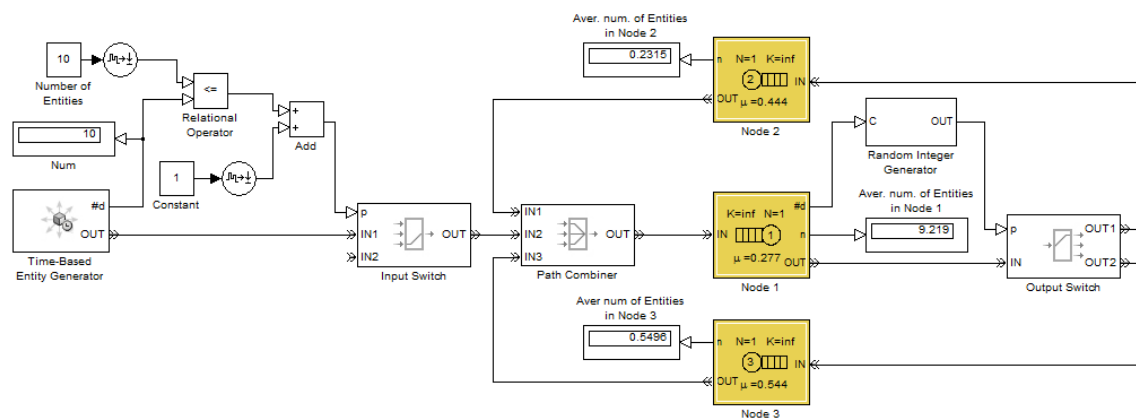 10
Number of
Entities
<=
Relational
Operator
10
Num
+
+
Add
1
Constant
#d
OUT
Time-Based
Entity Generator
p
IN1
IN2
OUT
Input Switch
IN1
IN2
IN3
OUT
Path Combiner
Aver. num. of Entities
in Node 2
0.2315
n
N=1 K=inf
2
IN
OUT
μ=0.444
Node 2
C
OUT
Random Integer
Generator
Aver. num. of Entities
in Node 1
9.219
K=inf N=1
#d
IN
1
n
μ=0.277
OUT
Node 1
p
IN
OUT1
OUT2
Output Switch
Aver num of Entities
in Node 3
0.5496
n
N=1 K=inf
3
IN
OUT
μ=0.544
Node 3